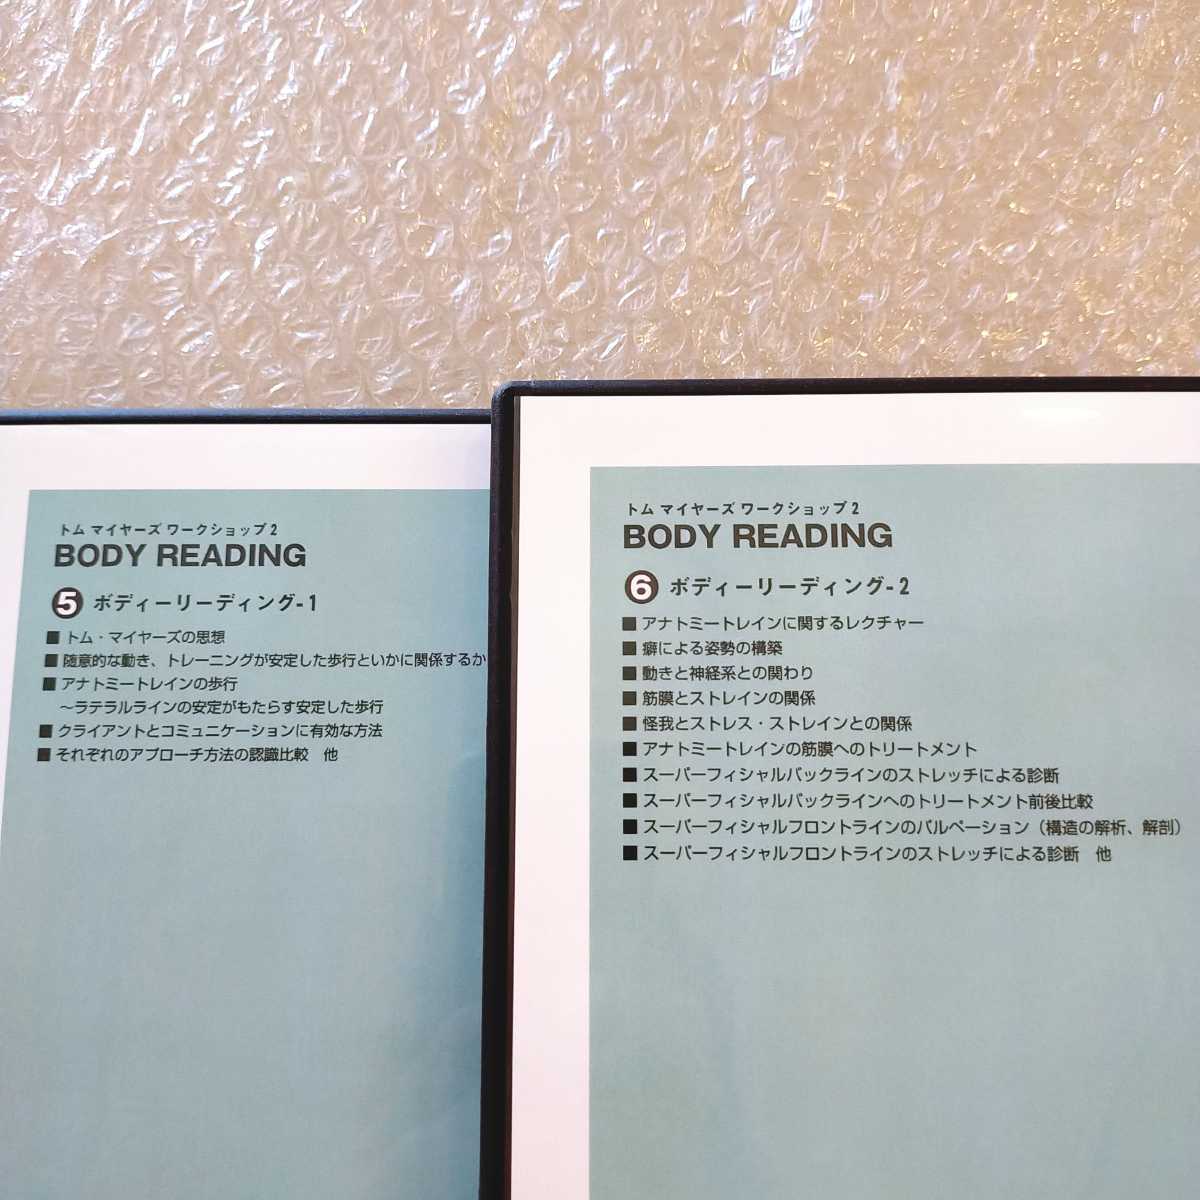 トム マイヤーズ ワークショップ2
BODY READING
5 ボディーリーディング-1
■ トム・マイヤーズの思想
■ 随意的な動き、トレーニングが安定した歩行といかに関係するか
■ アナトミートレインの歩行
～ラテラルラインの安定がもたらす安定した歩行
■ クライアントとコミュニケーションに有効な方法
■ それぞれのアプローチ方法の認識比較 他
トム マイヤーズ ワークショップ2
BODY READING
6 ボディーリーディング-2
■ アナトミートレインに関するレクチャー
■ 癖による姿勢の構築
■ 動きと神経系との関わり
■ 筋膜とストレインの関係
■ 怪我とストレス・ストレインとの関係
■ アナトミートレインの筋膜へのトリートメント
■ スーパーフィシャルバックラインのストレッチによる診断
■ スーパーフィシャルバックラインへのトリートメント前後比較
■ スーパーフィシャルフロントラインのパルペーション（構造の解析、解剖）
■ スーパーフィシャルフロントラインのストレッチによる診断 他